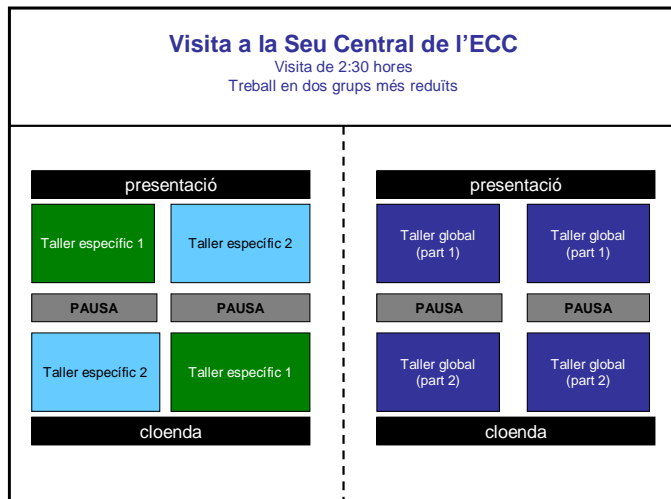 Visita a la Seu Central de l’ECC
Visita de 2:30 hores
Treball en dos grups més reduïts
presentació
Taller específic 1
Taller específic 2
PAUSA
PAUSA
Taller específic 2
Taller específic 1
cloenda
presentació
Taller global
(part 1)
Taller global
(part 1)
PAUSA
PAUSA
Taller global
(part 2)
Taller global
(part 2)
cloenda